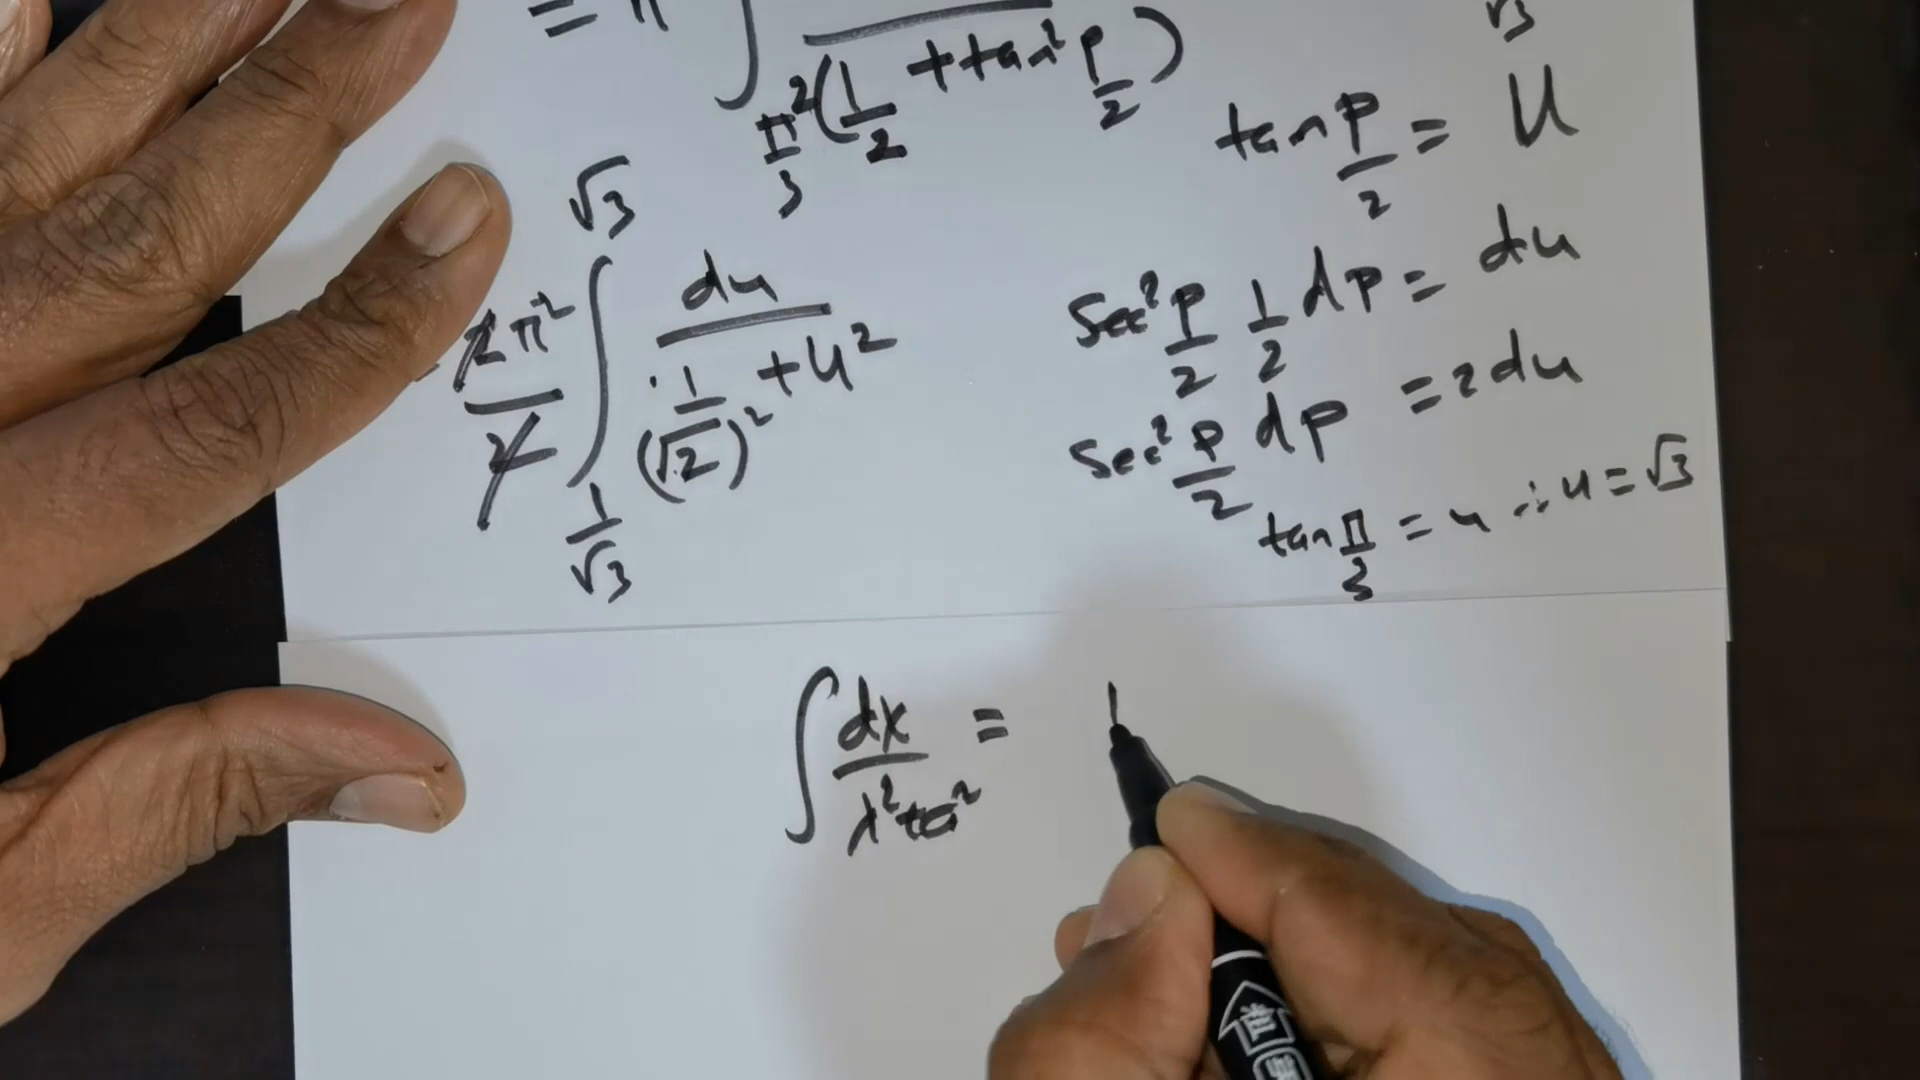 = π ∫
π/3
2(1/2 + tan² p/2)
√3
tan p/2 = u
sec² p/2 1/2 dp = du
sec² p/2 dp = 2du
tan π/3 = u ∴ u = √3
2π²/2 ∫ 1/√3 √3 du / (1/(√2)² + u²)
∫ dx/(x²+a²) = 1